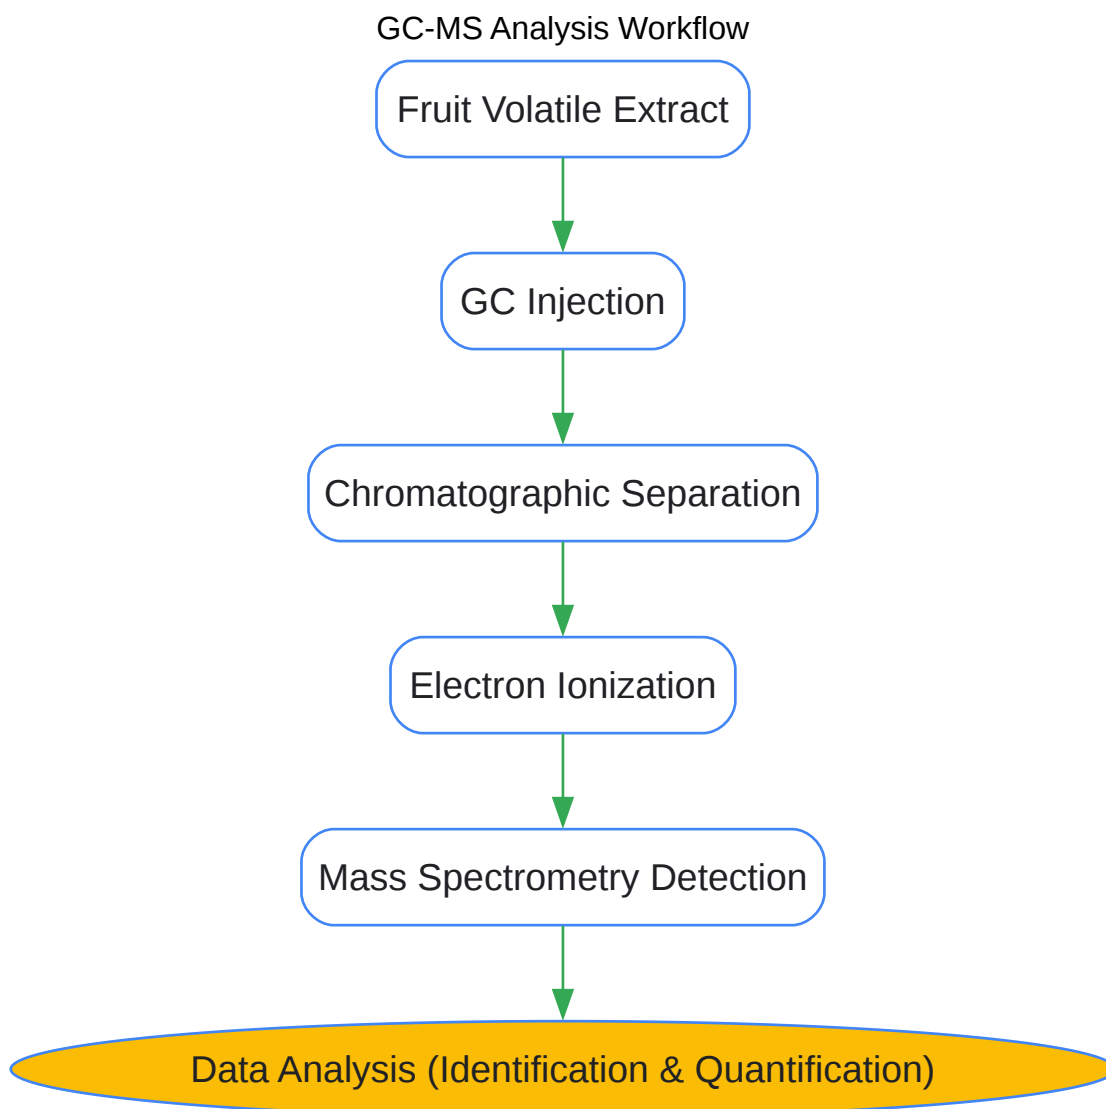 GC-MS Analysis Workflow
Fruit Volatile Extract
GC Injection
Chromatographic Separation
Electron Ionization
Mass Spectrometry Detection
Data Analysis (Identification & Quantification)